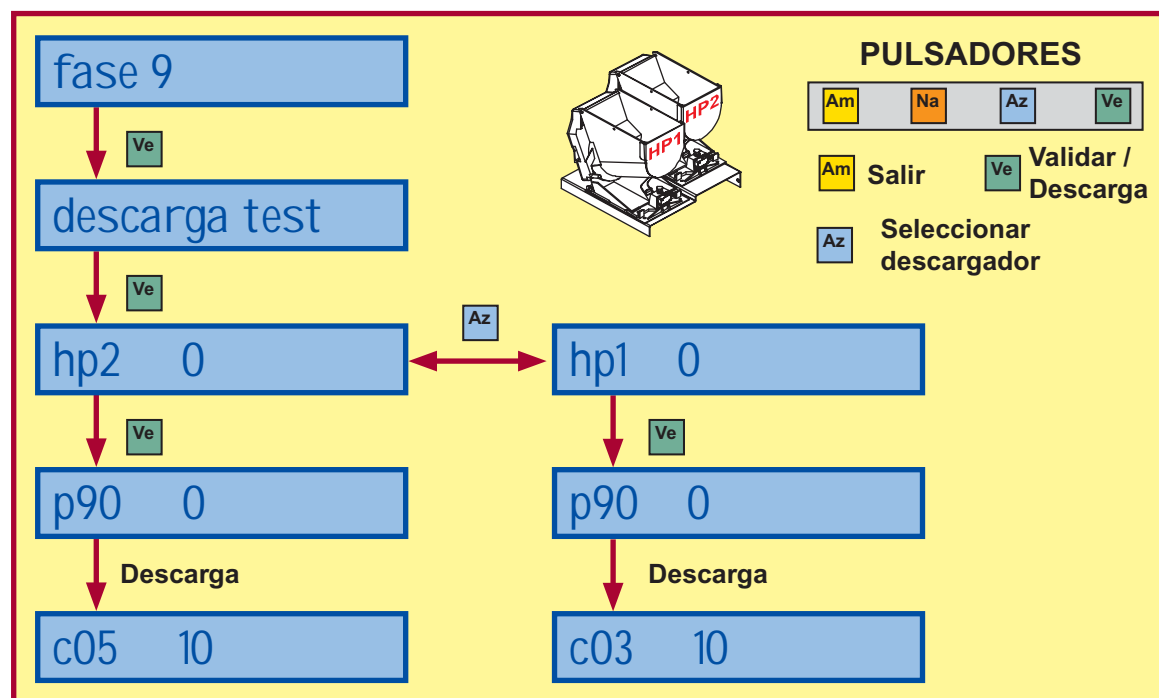 fase 9
Ve
descarga test
Ve
hp2 0
Az
hp1 0
Ve
Ve
p90 0
p90 0
Descarga
Descarga
c05 10
c03 10
HP1
HP2
PULSADORES
Am Na Az Ve
Am Salir
Ve Validar /
Descarga
Az Seleccionar
descargador